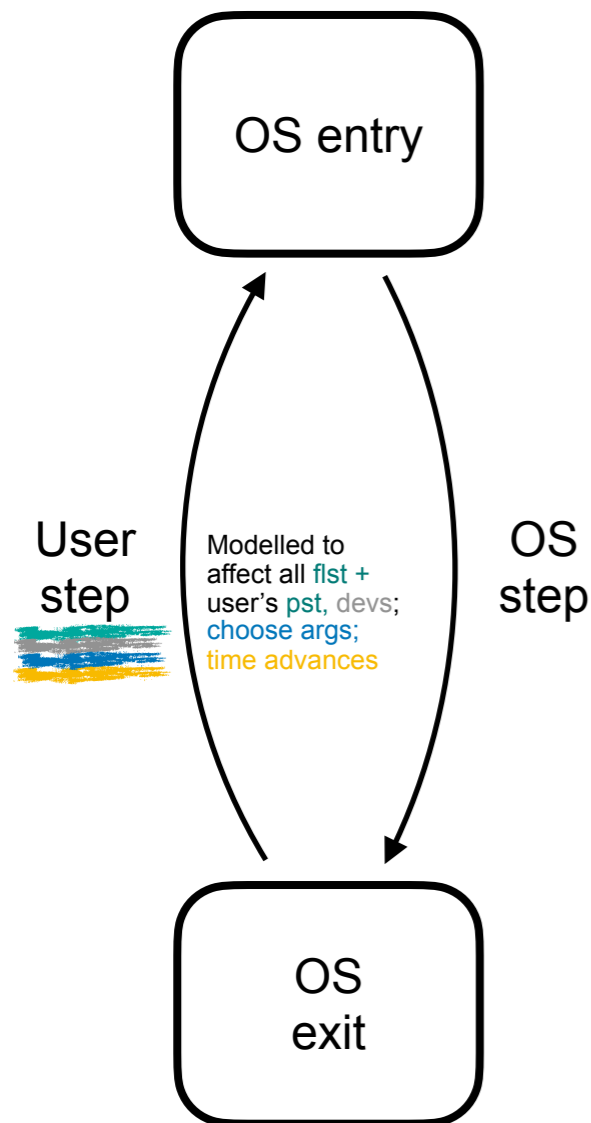 OS entry
User
step
Modelled to
affect all flst +
user's pst, devs;
choose args;
time advances
OS
step
OS
exit